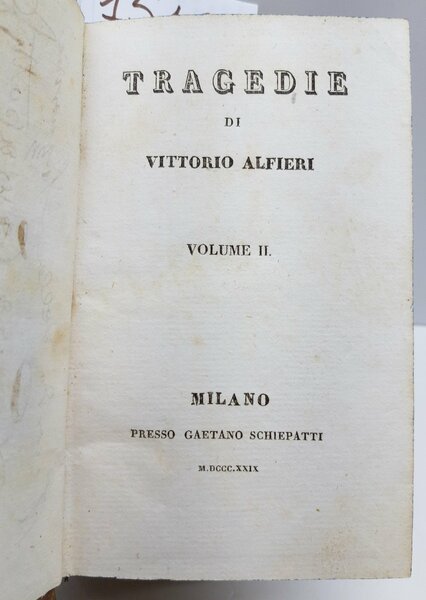 TRAGEDIE
DI
VITTORIO ALFIERI
VOLUME II.
MILANO
PRESSO GAETANO SCHIEPATTI
M.DCCC.XXIX